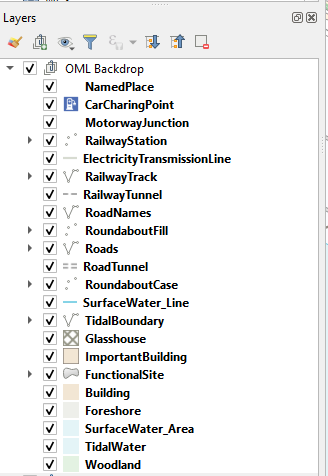 Layers
OML Backdrop
NamedPlace
CarCharingPoint
MotorwayJunction
RailwayStation
ElectricityTransmissionLine
RailwayTrack
RailwayTunnel
RoadNames
RoundaboutFill
Roads
RoadTunnel
RoundaboutCase
SurfaceWater_Line
TidalBoundary
Glasshouse
ImportantBuilding
FunctionalSite
Building
Foreshore
SurfaceWater_Area
TidalWater
Woodland